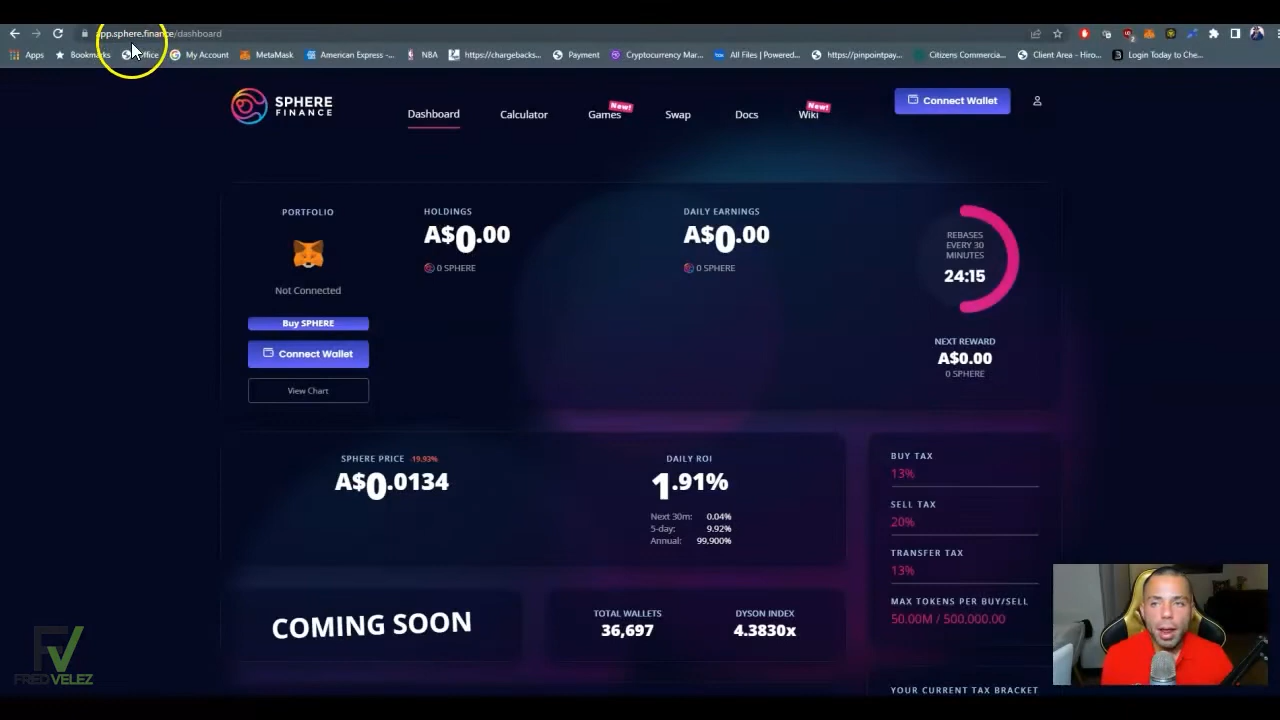 app.sphere.finance/dashboard
Apps Bookmarks Office My Account MetaMask American Express -... NBA https://chargebacks... Payment Cryptocurrency Mar... All Files | Powered... https://pinpointpay... Citizens Commercia... Client Area - Hiro... Login Today to Che...
SPHERE
FINANCE
Dashboard Calculator Games New! Swap Docs Wiki New! Connect Wallet
PORTFOLIO
Not Connected
Buy SPHERE
Connect Wallet
View Chart
HOLDINGS
A$0.00
0 SPHERE
DAILY EARNINGS
A$0.00
0 SPHERE
REBASES
EVERY 30
MINUTES
24:15
NEXT REWARD
A$0.00
0 SPHERE
SPHERE PRICE -19.93%
A$0.0134
DAILY ROI
1.91%
Next 30m: 0.04%
5-day: 9.92%
Annual: 99,900%
BUY TAX
13%
SELL TAX
20%
TRANSFER TAX
13%
MAX TOKENS PER BUY/SELL
50.00M / 500,000.00
YOUR CURRENT TAX BRACKET
COMING SOON
TOTAL WALLETS
36,697
DYSON INDEX
4.3830x
FV
FREDVELEZ